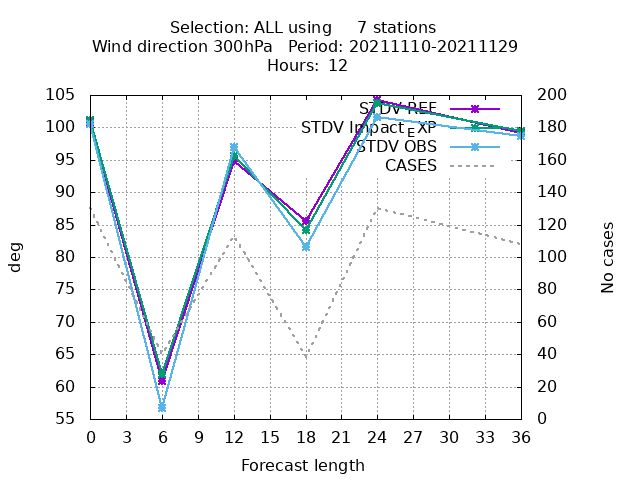 Selection: ALL using 7 stations
Wind direction 300hPa Period: 20211110-20211129
Hours: 12
105
100
95
90
85
80
75
70
65
60
55
200
180
160
140
120
100
80
60
40
20
0
STDV REF
STDV Impact_EXP
STDV OBS
CASES
deg
No cases
0 3 6 9 12 15 18 21 24 27 30 33 36
Forecast length